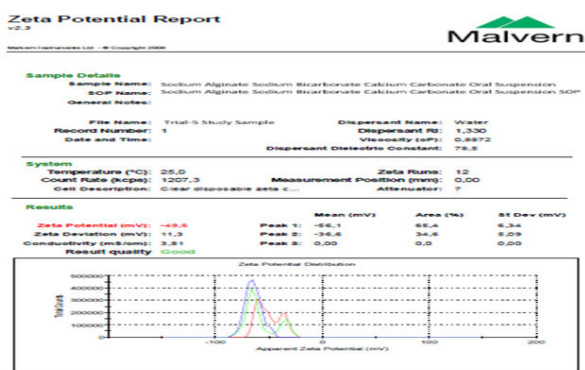 Zeta Potential Report
v2.3
Malvern
Malvern Instruments Ltd - © Copyright 2008
Sample Details
Sample Name: Sodium Alginate Sodium Bicarbonate Calcium Carbonate Oral Suspension
SOP Name: Sodium Alginate Sodium Bicarbonate Calcium Carbonate Oral Suspension SOP
General Notes:
File Name: Trial-5 Study Sample Dispersant Name: Water
Record Number: 1 Dispersant RI: 1,330
Date and Time: Viscosity (cP): 0,8872
Dispersant Dielectric Constant: 78,5
System
Temperature (°C): 25,0 Zeta Runs: 12
Count Rate (kcps): 1207,3 Measurement Position (mm): 0,00
Cell Description: Clear disposable zeta c... Attenuator: 7
Results
Mean (mV) Area (%) St Dev (mV)
Zeta Potential (mV): -49,6 Peak 1: -66,1 65,4 6,34
Zeta Deviation (mV): 11,3 Peak 2: -36,6 34,6 5,09
Conductivity (mS/cm): 3,81 Peak 3: 0,00 0,0 0,00
Result quality Good
Zeta Potential Distribution
500000
400000
300000
200000
100000
0
Total Counts
-100 0 100 200
Apparent Zeta Potential (mV)